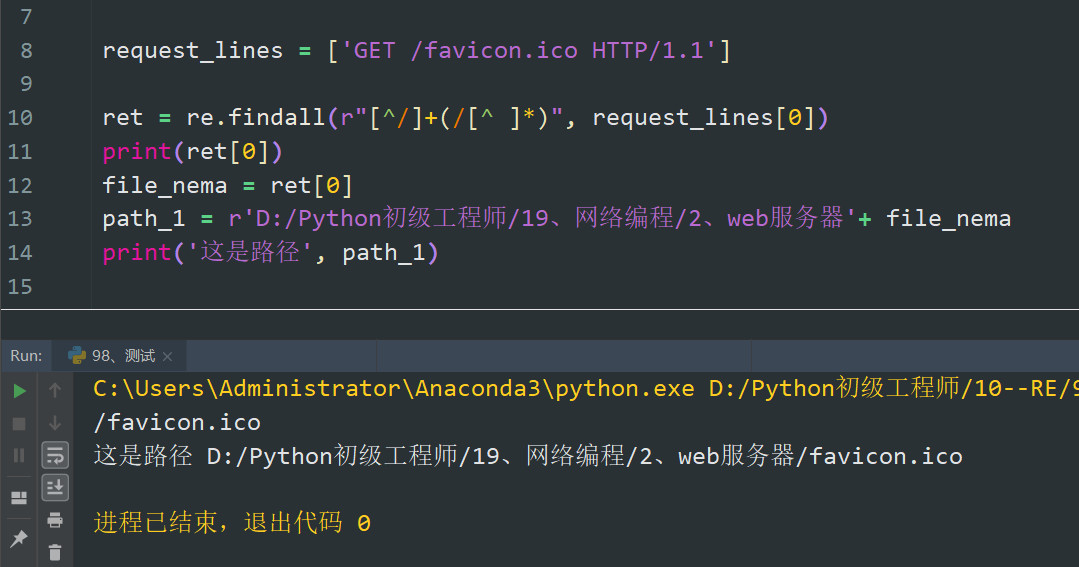 7
8 request_lines = ['GET /favicon.ico HTTP/1.1']
9
10 ret = re.findall(r"[^/]+(/[^ ]*)", request_lines[0])
11 print(ret[0])
12 file_nema = ret[0]
13 path_1 = r'D:/Python初级工程师/19、网络编程/2、web服务器'+ file_nema
14 print('这是路径', path_1)
15
Run: 98、测试
C:\Users\Administrator\Anaconda3\python.exe D:/Python初级工程师/10--RE/9
/favicon.ico
这是路径 D:/Python初级工程师/19、网络编程/2、web服务器/favicon.ico
进程已结束，退出代码 0